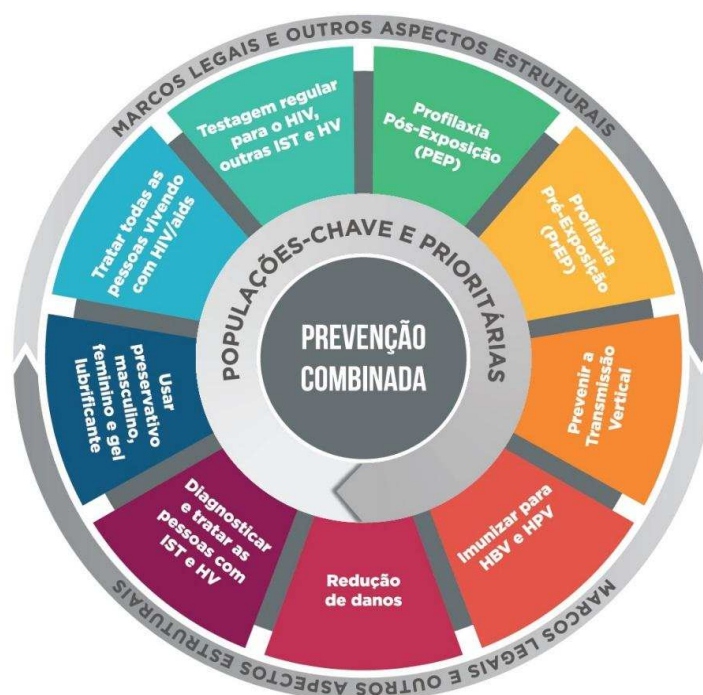 MARCOS LEGAIS E OUTROS ASPECTOS ESTRUTURAIS
Testagem regular
para o HIV,
outras IST e HV
Profilaxia
Pós-Exposição
(PEP)
Profilaxia
Pré-Exposição
(PrEP)
Prevenir a
Transmissão
Vertical
Imunizar para
HBV e HPV
Redução
de danos
Diagnosticar
e tratar as
pessoas com
IST e HV
Usar
preservativo
masculino,
feminino e gel
lubrificante
Tratar todas as
pessoas vivendo
com HIV/aids
POPULAÇÕES-CHAVE E PRIORITÁRIAS
PREVENÇÃO
COMBINADA
MARCOS LEGAIS E OUTROS ASPECTOS ESTRUTURAIS